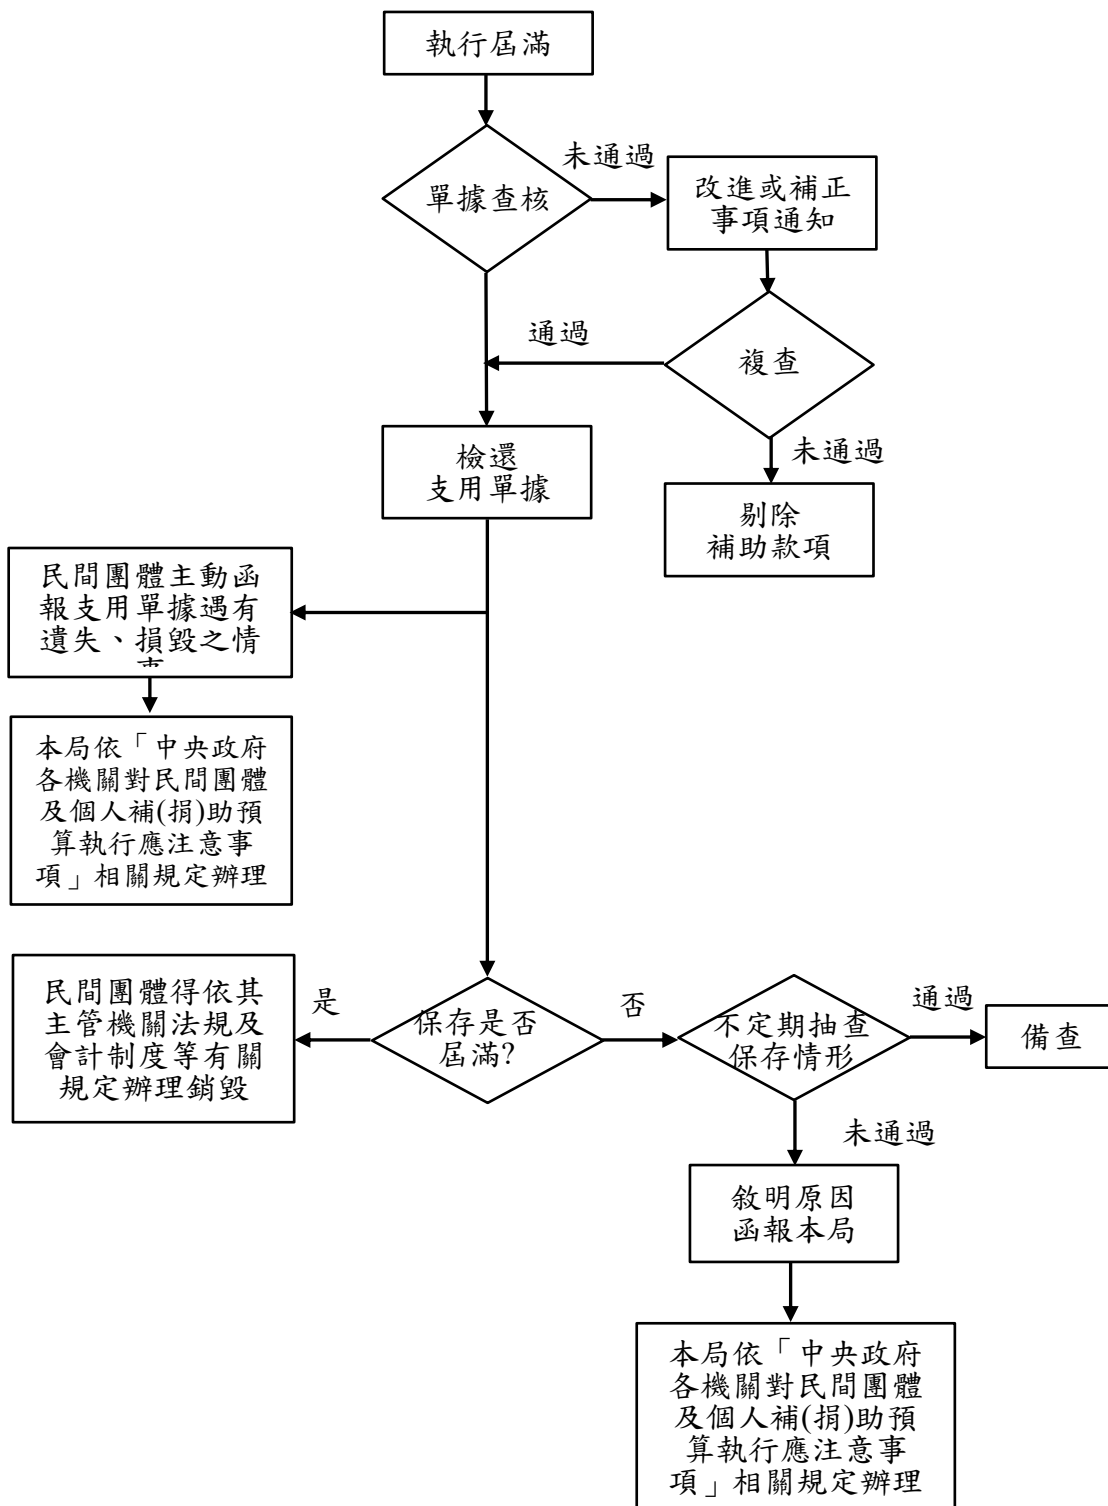 執行屆滿
未通過
單據查核
改進或補正
事項通知
通過
複查
未通過
檢還
支用單據
剔除
補助款項
民間團體主動函
報支用單據遇有
遺失、損毀之情
事
本局依「中央政府
各機關對民間團體
及個人補(捐)助預
算執行應注意事
項」相關規定辦理
民間團體得依其
主管機關法規及
會計制度等有關
規定辦理銷毀
是
保存是否
屆滿?
否
不定期抽查
保存情形
通過
備查
未通過
敘明原因
函報本局
本局依「中央政府
各機關對民間團體
及個人補(捐)助預
算執行應注意事
項」相關規定辦理